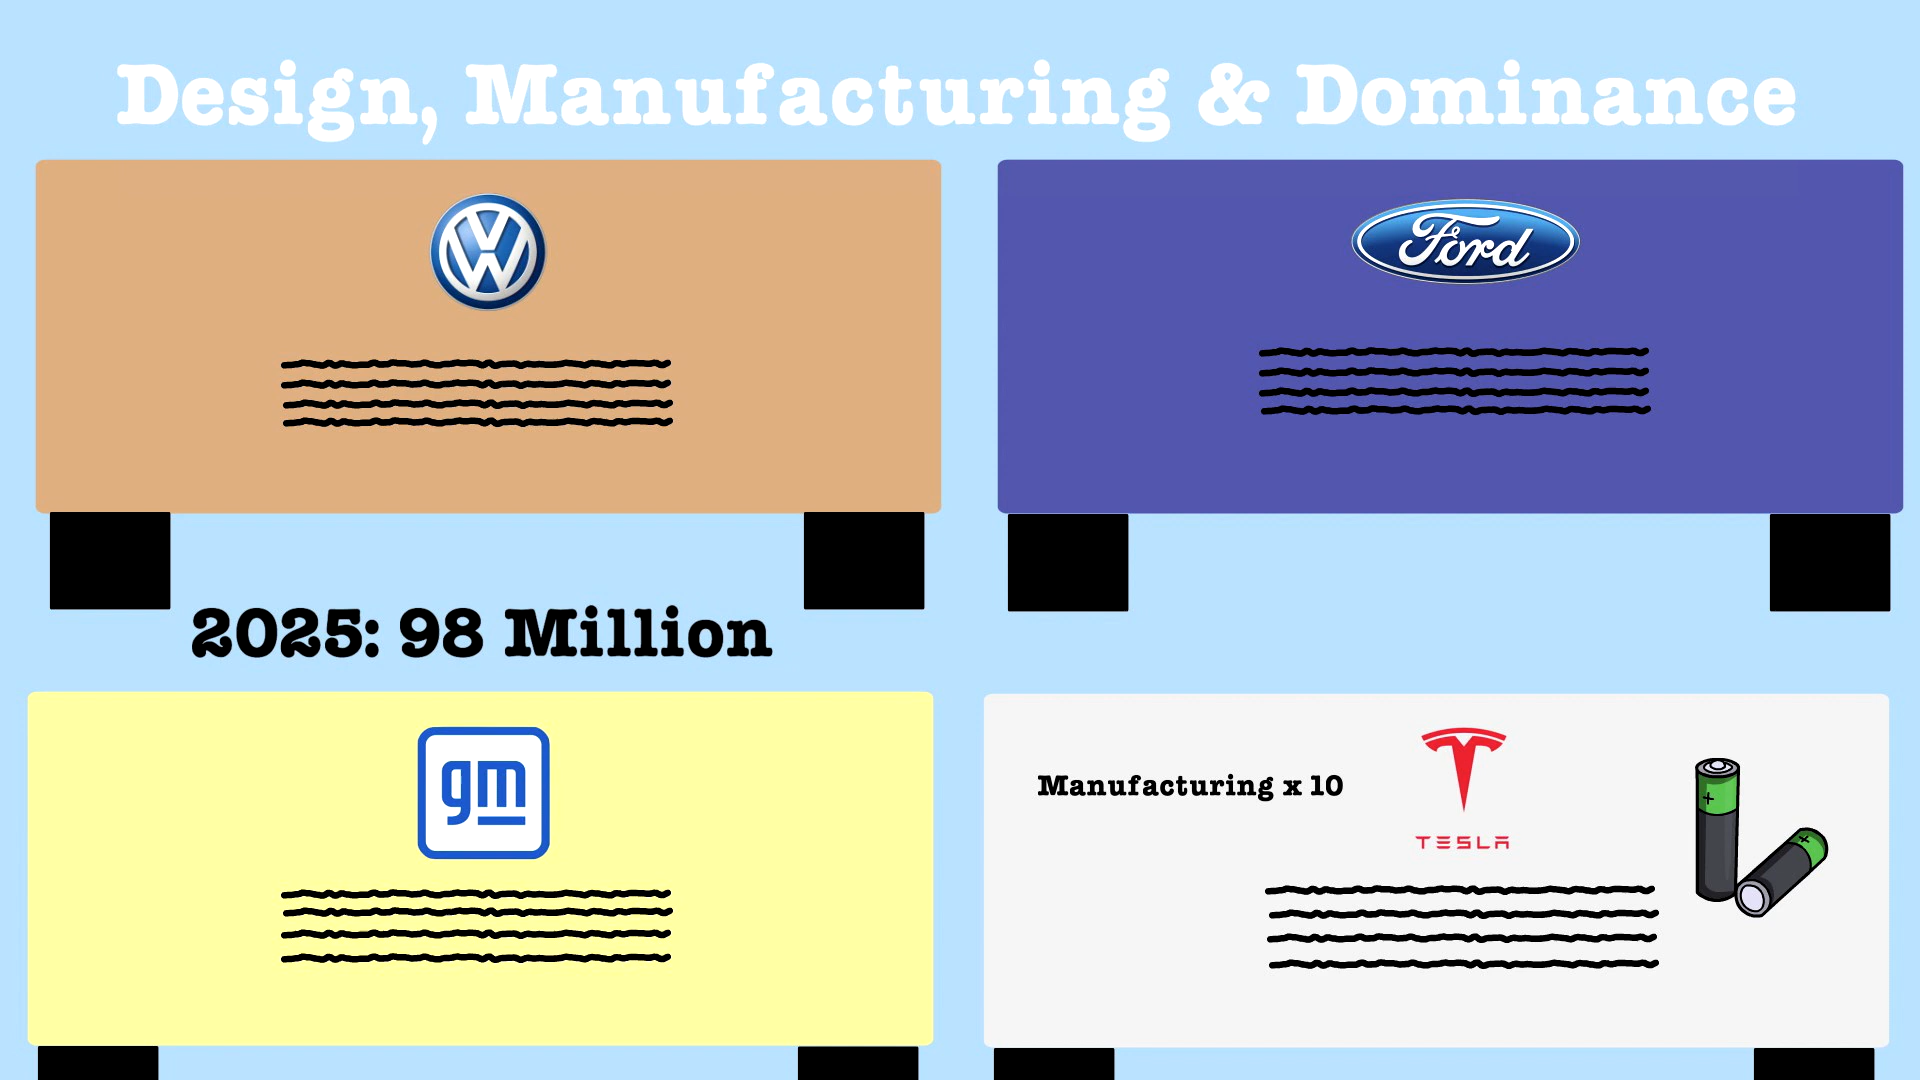 Design, Manufacturing & Dominance
Ford
2025: 98 Million
gm
Manufacturing x 10
TESLA